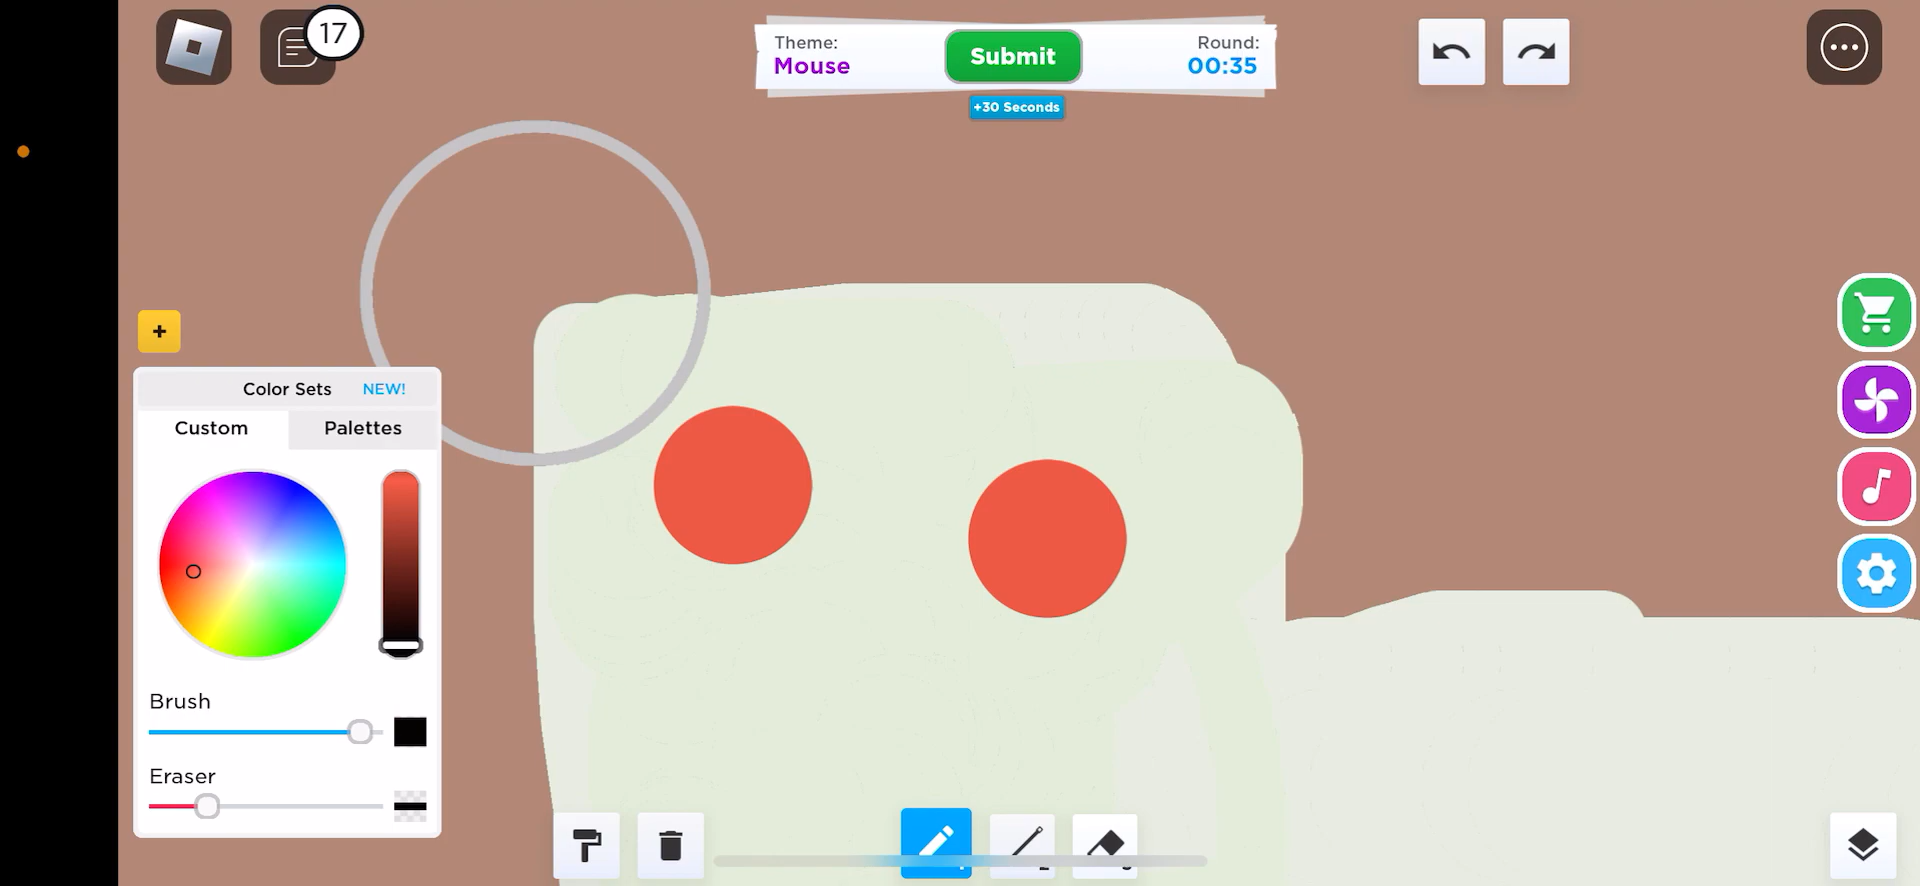 17
Theme:
Mouse
Submit
Round:
00:35
+30 Seconds
+
Color Sets NEW!
Custom
Palettes
Brush
Eraser